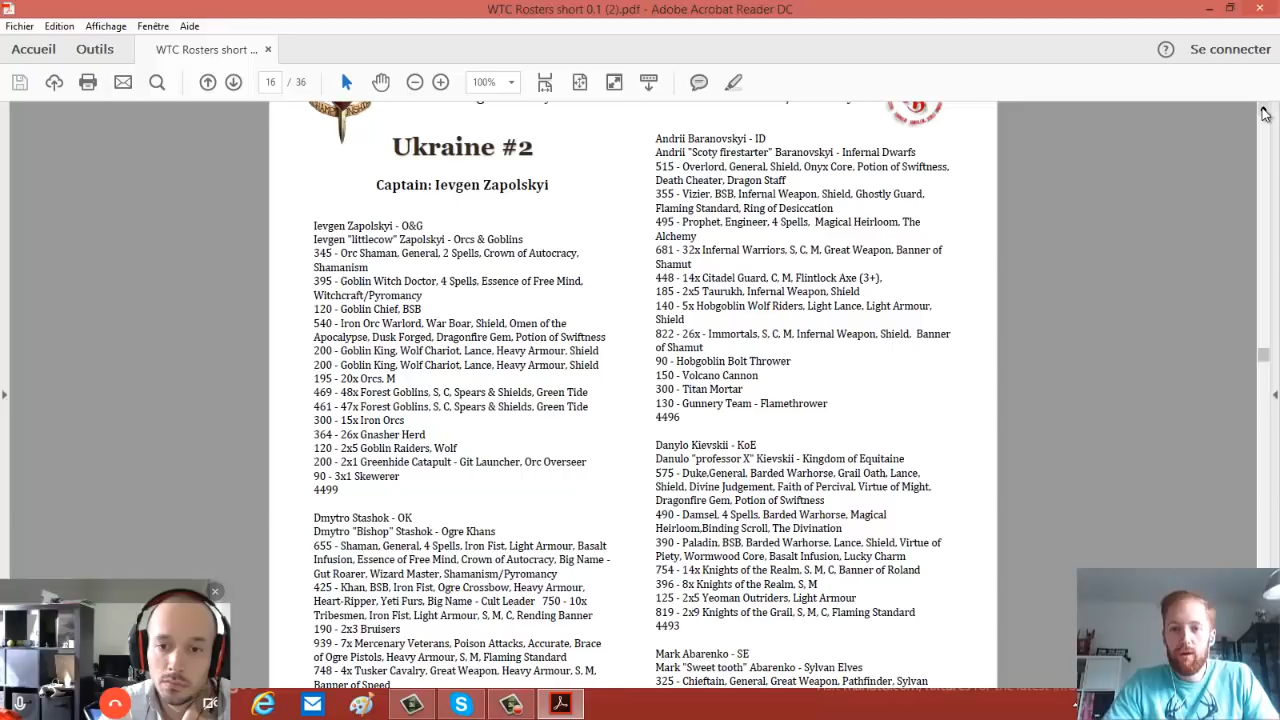 WTC Rosters short 0.1 (2).pdf - Adobe Acrobat Reader DC
Fichier Edition Affichage Fenêtre Aide
Accueil Outils WTC Rosters short ... × Se connecter
16 / 36 100%
Ukraine #2
Captain: Ievgen Zapolskyi
Ievgen Zapolskyi - O&G
Ievgen "littlecow" Zapolskyi - Orcs & Goblins
345 - Orc Shaman, General, 2 Spells, Crown of Autocracy,
Shamanism
395 - Goblin Witch Doctor, 4 Spells, Essence of Free Mind,
Witchcraft/Pyromancy
120 - Goblin Chief, BSB
540 - Iron Orc Warlord, War Boar, Shield, Omen of the
Apocalypse, Dusk Forged, Dragonfire Gem, Potion of Swiftness
200 - Goblin King, Wolf Chariot, Lance, Heavy Armour, Shield
200 - Goblin King, Wolf Chariot, Lance, Heavy Armour, Shield
195 - 20x Orcs, M
469 - 48x Forest Goblins, S, C, Spears & Shields, Green Tide
461 - 47x Forest Goblins, S, C, Spears & Shields, Green Tide
300 - 15x Iron Orcs
364 - 26x Gnasher Herd
120 - 2x5 Goblin Raiders, Wolf
200 - 2x1 Greenhide Catapult - Git Launcher, Orc Overseer
90 - 3x1 Skewerer
4499
Dmytro Stashok - OK
Dmytro "Bishop" Stashok - Ogre Khans
655 - Shaman, General, 4 Spells, Iron Fist, Light Armour, Basalt
Infusion, Essence of Free Mind, Crown of Autocracy, Big Name -
Gut Roarer, Wizard Master, Shamanism/Pyromancy
425 - Khan, BSB, Iron Fist, Ogre Crossbow, Heavy Armour,
Heart-Ripper, Yeti Furs, Big Name - Cult Leader 750 - 10x
Tribesmen, Iron Fist, Light Armour, S, M, C, Rending Banner
190 - 2x3 Bruisers
939 - 7x Mercenary Veterans, Poison Attacks, Accurate, Brace
of Ogre Pistols, Heavy Armour, S, M, Flaming Standard
748 - 4x Tusker Cavalry, Great Weapon, Heavy Armour, S, M,
Banner of Speed
Andrii Baranovskyi - ID
Andrii "Scoty firestarter" Baranovskyi - Infernal Dwarfs
515 - Overlord, General, Shield, Onyx Core, Potion of Swiftness,
Death Cheater, Dragon Staff
355 - Vizier, BSB, Infernal Weapon, Shield, Ghostly Guard,
Flaming Standard, Ring of Desiccation
495 - Prophet, Engineer, 4 Spells, Magical Heirloom, The
Alchemy
681 - 32x Infernal Warriors, S, C, M, Great Weapon, Banner of
Shamut
448 - 14x Citadel Guard, C, M, Flintlock Axe (3+),
185 - 2x5 Taurukh, Infernal Weapon, Shield
140 - 5x Hobgoblin Wolf Riders, Light Lance, Light Armour,
Shield
822 - 26x - Immortals, S, C, M, Infernal Weapon, Shield, Banner
of Shamut
90 - Hobgoblin Bolt Thrower
150 - Volcano Cannon
300 - Titan Mortar
130 - Gunnery Team - Flamethrower
4496
Danylo Kievskii - KoE
Danulo "professor X" Kievskii - Kingdom of Equitaine
575 - Duke,General, Barded Warhorse, Grail Oath, Lance,
Shield, Divine Judgement, Faith of Percival, Virtue of Might,
Dragonfire Gem, Potion of Swiftness
490 - Damsel, 4 Spells, Barded Warhorse, Magical
Heirloom,Binding Scroll, The Divination
390 - Paladin, BSB, Barded Warhorse, Lance, Shield, Virtue of
Piety, Wormwood Core, Basalt Infusion, Lucky Charm
754 - 14x Knights of the Realm, S, M, C, Banner of Roland
396 - 8x Knights of the Realm, S, M
125 - 2x5 Yeoman Outriders, Light Armour
819 - 2x9 Knights of the Grail, S, M, C, Flaming Standard
4493
Mark Abarenko - SE
Mark "Sweet tooth" Abarenko - Sylvan Elves
325 - Chieftain, General, Great Weapon, Pathfinder, Sylvan